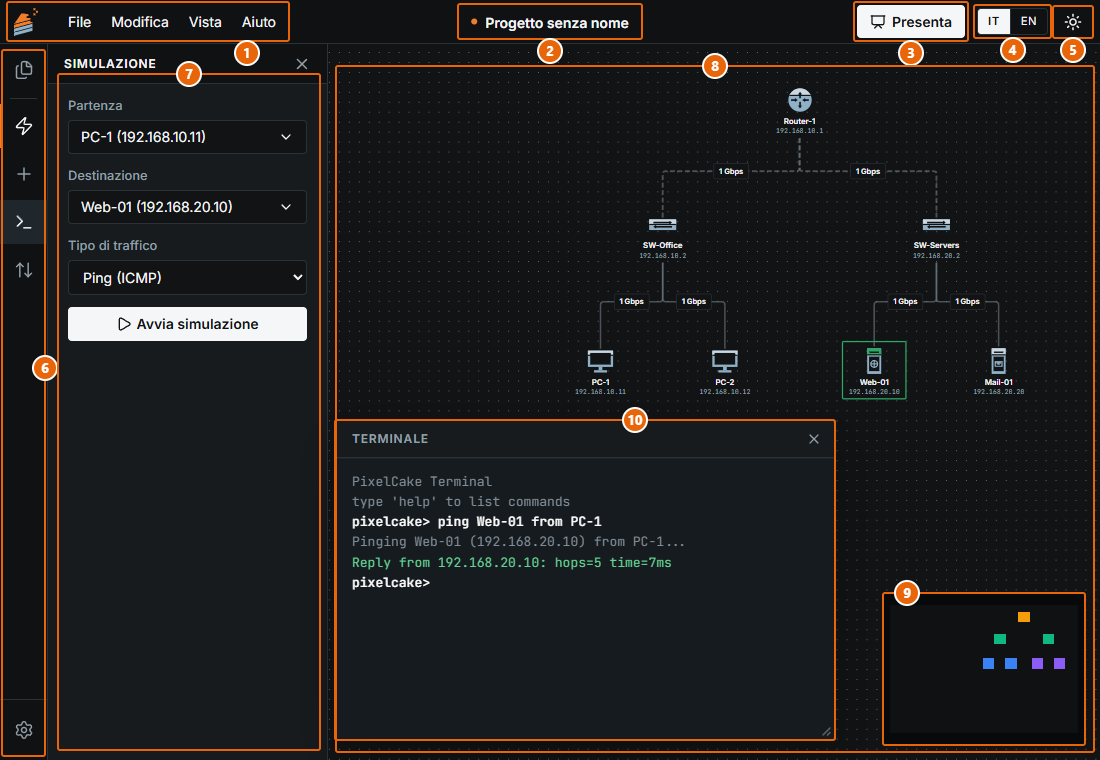 File Modifica Vista Aiuto
Progetto senza nome
Presenta
IT EN
1
2
3
4
5
SIMULAZIONE
7
8
Partenza
PC-1 (192.168.10.11)
Destinazione
Web-01 (192.168.20.10)
Tipo di traffico
Ping (ICMP)
Avvia simulazione
6
Router-1
192.168.10.1
1 Gbps
1 Gbps
SW-Office
192.168.10.2
SW-Servers
192.168.20.2
1 Gbps
1 Gbps
1 Gbps
1 Gbps
PC-1
192.168.10.11
PC-2
192.168.10.12
Web-01
192.168.20.10
Mail-01
192.168.20.20
10
TERMINALE
PixelCake Terminal
type 'help' to list commands
pixelcake> ping Web-01 from PC-1
Pinging Web-01 (192.168.20.10) from PC-1...
Reply from 192.168.20.10: hops=5 time=7ms
pixelcake>
9